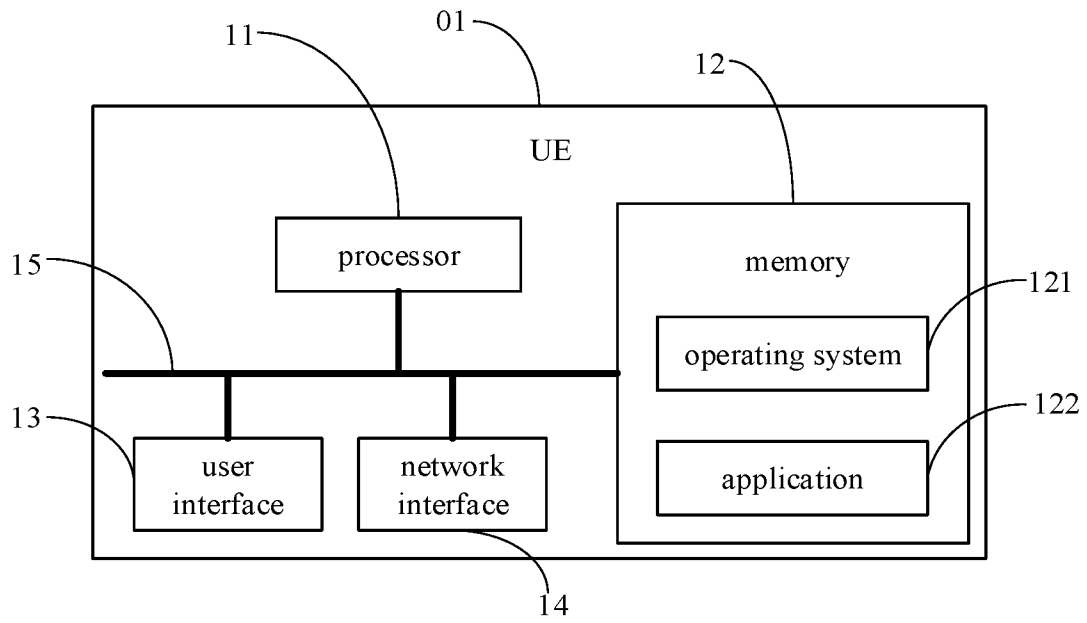 01
11
12
UE
processor
memory
15
121
operating system
13
122
user
interface
network
interface
application
14